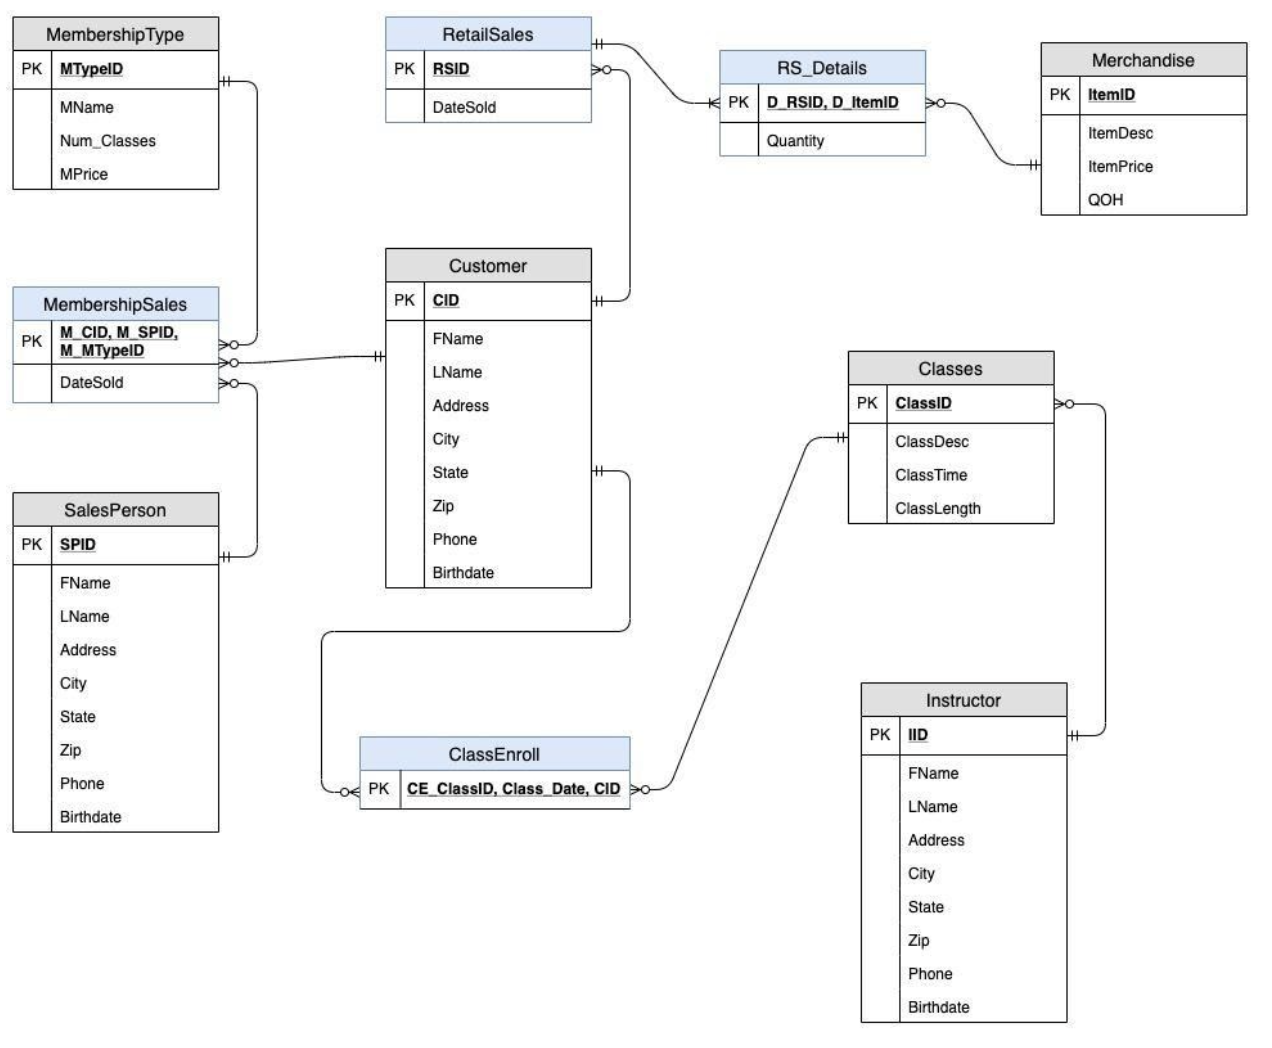 MembershipType
PK MTypeID
MName
Num_Classes
MPrice
RetailSales
PK RSID
DateSold
RS_Details
PK D_RSID, D_ItemID
Quantity
Merchandise
PK ItemID
ItemDesc
ItemPrice
QOH
MembershipSales
PK M_CID, M_SPID,
M_MTypeID
DateSold
Customer
PK CID
FName
LName
Address
City
State
Zip
Phone
Birthdate
Classes
PK ClassID
ClassDesc
ClassTime
ClassLength
SalesPerson
PK SPID
FName
LName
Address
City
State
Zip
Phone
Birthdate
ClassEnroll
PK CE_ClassID, Class_Date, CID
Instructor
PK IID
FName
LName
Address
City
State
Zip
Phone
Birthdate